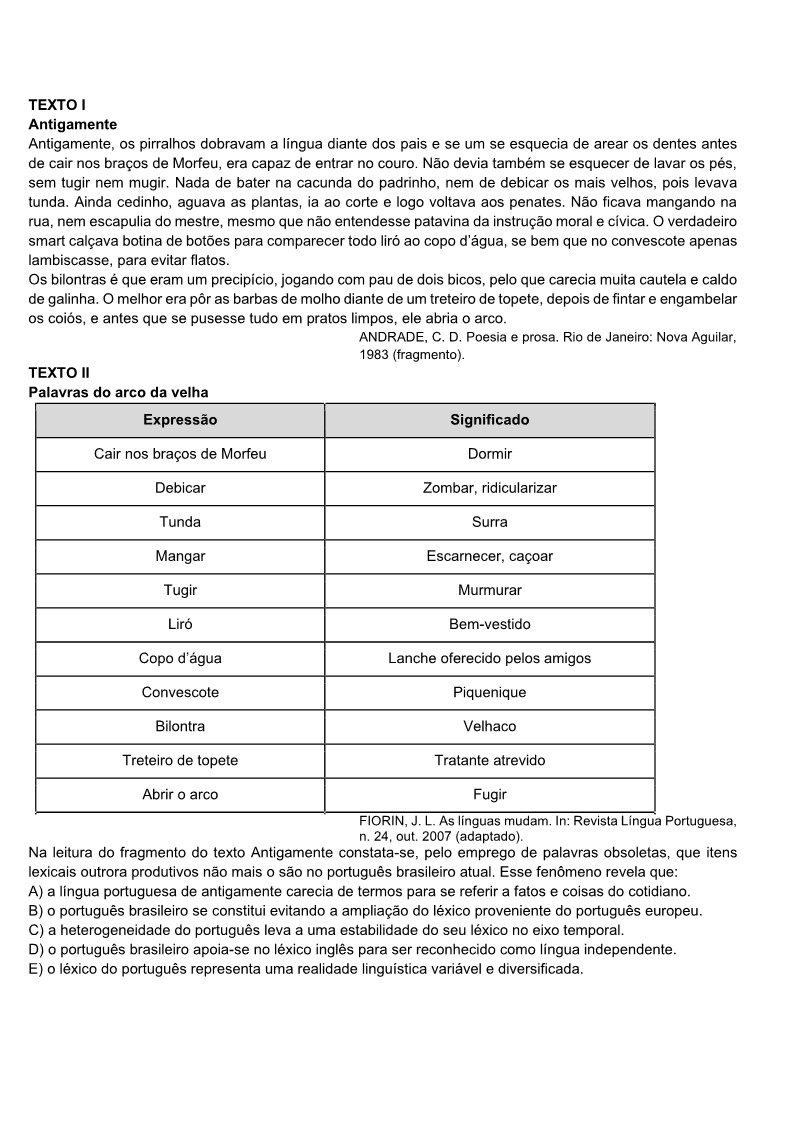 TEXTO I
Antigamente
Antigamente, os pirralhos dobravam a língua diante dos pais e se um se esquecia de arear os dentes antes
de cair nos braços de Morfeu, era capaz de entrar no couro. Não devia também se esquecer de lavar os pés,
sem tugir nem mugir. Nada de bater na cacunda do padrinho, nem de debicar os mais velhos, pois levava
tunda. Ainda cedinho, aguava as plantas, ia ao corte e logo voltava aos penates. Não ficava mangando na
rua, nem escapulia do mestre, mesmo que não entendesse patavina da instrução moral e cívica. O verdadeiro
smart calçava botina de botões para comparecer todo liró ao copo d’água, se bem que no convescote apenas
lambiscasse, para evitar flatos.
Os bilontras é que eram um precipício, jogando com pau de dois bicos, pelo que carecia muita cautela e caldo
de galinha. O melhor era pôr as barbas de molho diante de um treteiro de topete, depois de fintar e engambelar
os coiós, e antes que se pusesse tudo em pratos limpos, ele abria o arco.
ANDRADE, C. D. Poesia e prosa. Rio de Janeiro: Nova Aguilar,
1983 (fragmento).
TEXTO II
Palavras do arco da velha
Expressão Significado
Cair nos braços de Morfeu Dormir
Debicar Zombar, ridicularizar
Tunda Surra
Mangar Escarnecer, caçoar
Tugir Murmurar
Liró Bem-vestido
Copo d’água Lanche oferecido pelos amigos
Convescote Piquenique
Bilontra Velhaco
Treteiro de topete Tratante atrevido
Abrir o arco Fugir
FIORIN, J. L. As línguas mudam. In: Revista Língua Portuguesa,
n. 24, out. 2007 (adaptado).
Na leitura do fragmento do texto Antigamente constata-se, pelo emprego de palavras obsoletas, que itens
lexicais outrora produtivos não mais o são no português brasileiro atual. Esse fenômeno revela que:
A) a língua portuguesa de antigamente carecia de termos para se referir a fatos e coisas do cotidiano.
B) o português brasileiro se constitui evitando a ampliação do léxico proveniente do português europeu.
C) a heterogeneidade do português leva a uma estabilidade do seu léxico no eixo temporal.
D) o português brasileiro apoia-se no léxico inglês para ser reconhecido como língua independente.
E) o léxico do português representa uma realidade linguística variável e diversificada.